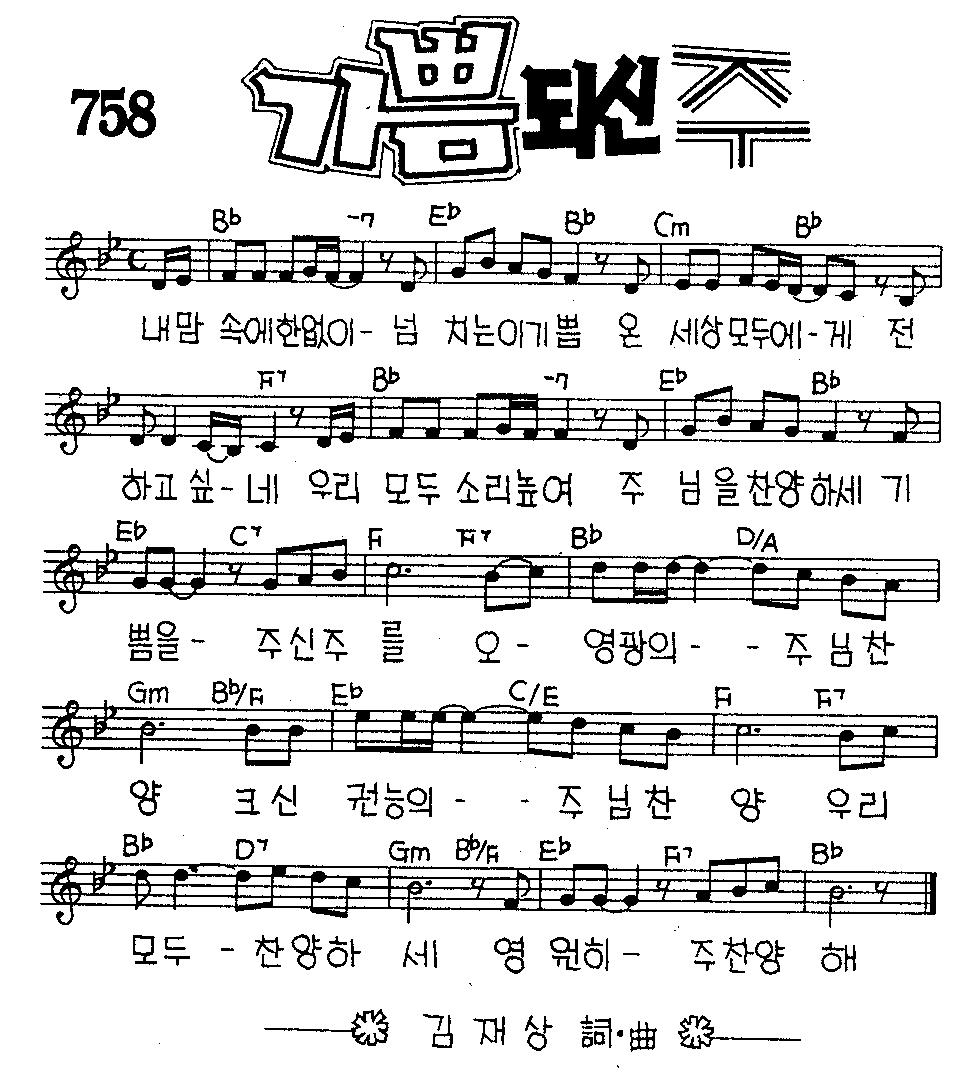 758 기쁨되신 주
Bb -7 Eb Bb Cm Bb
내맘 속에한없이- 넘 치는이기쁨 온 세상모두에-게 전
F7 Bb -7 Eb Bb
하고싶-네 우리 모두 소리높여 주 님을찬양하세 기
Eb C7 F F7 Bb D/A
쁨을- 주신주 를 오- 영광의- - 주님찬
Gm Bb/F Eb C/E F F7
양 크신 권능의- - 주님찬 양 우리
Bb D7 Gm Bb/F Eb F7 Bb
모두-찬양하 세 영 원히- 주찬양 해
김재상 詞·曲